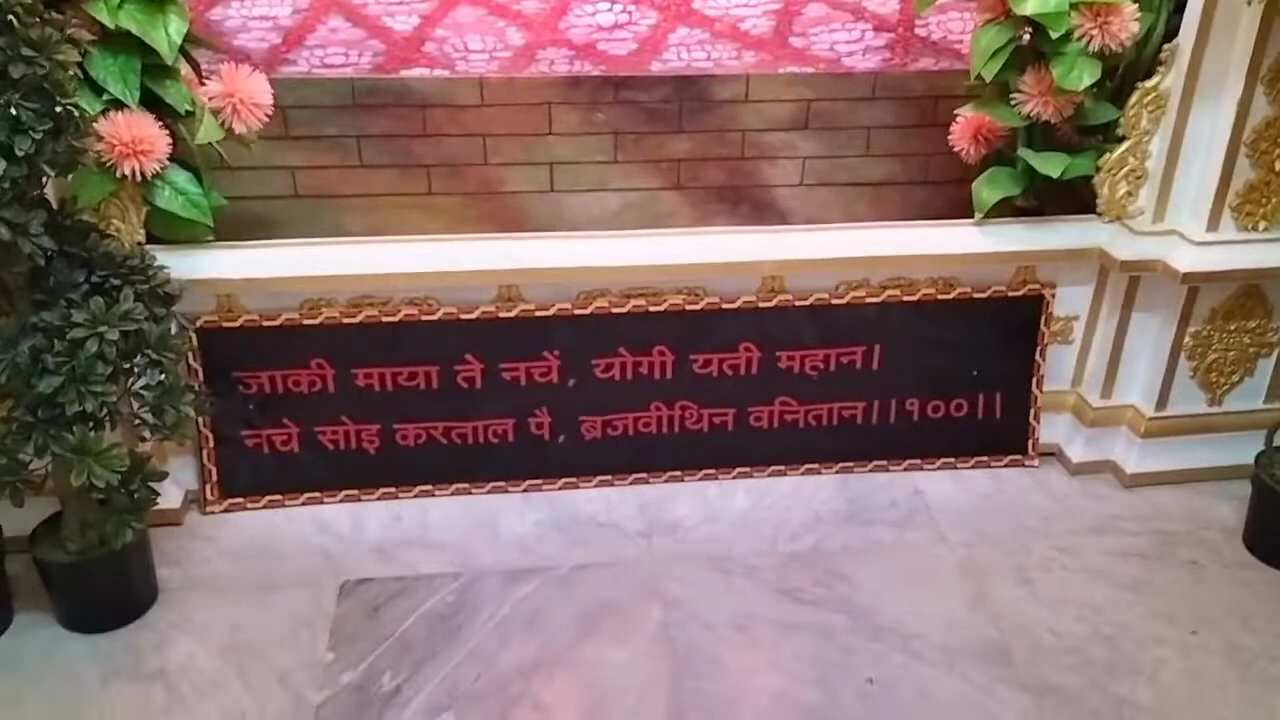 जाकी माया ते नचें, योगी यती महान।
नचे सोइ करताल पै, ब्रजवीथिन वनितान।।१००।।